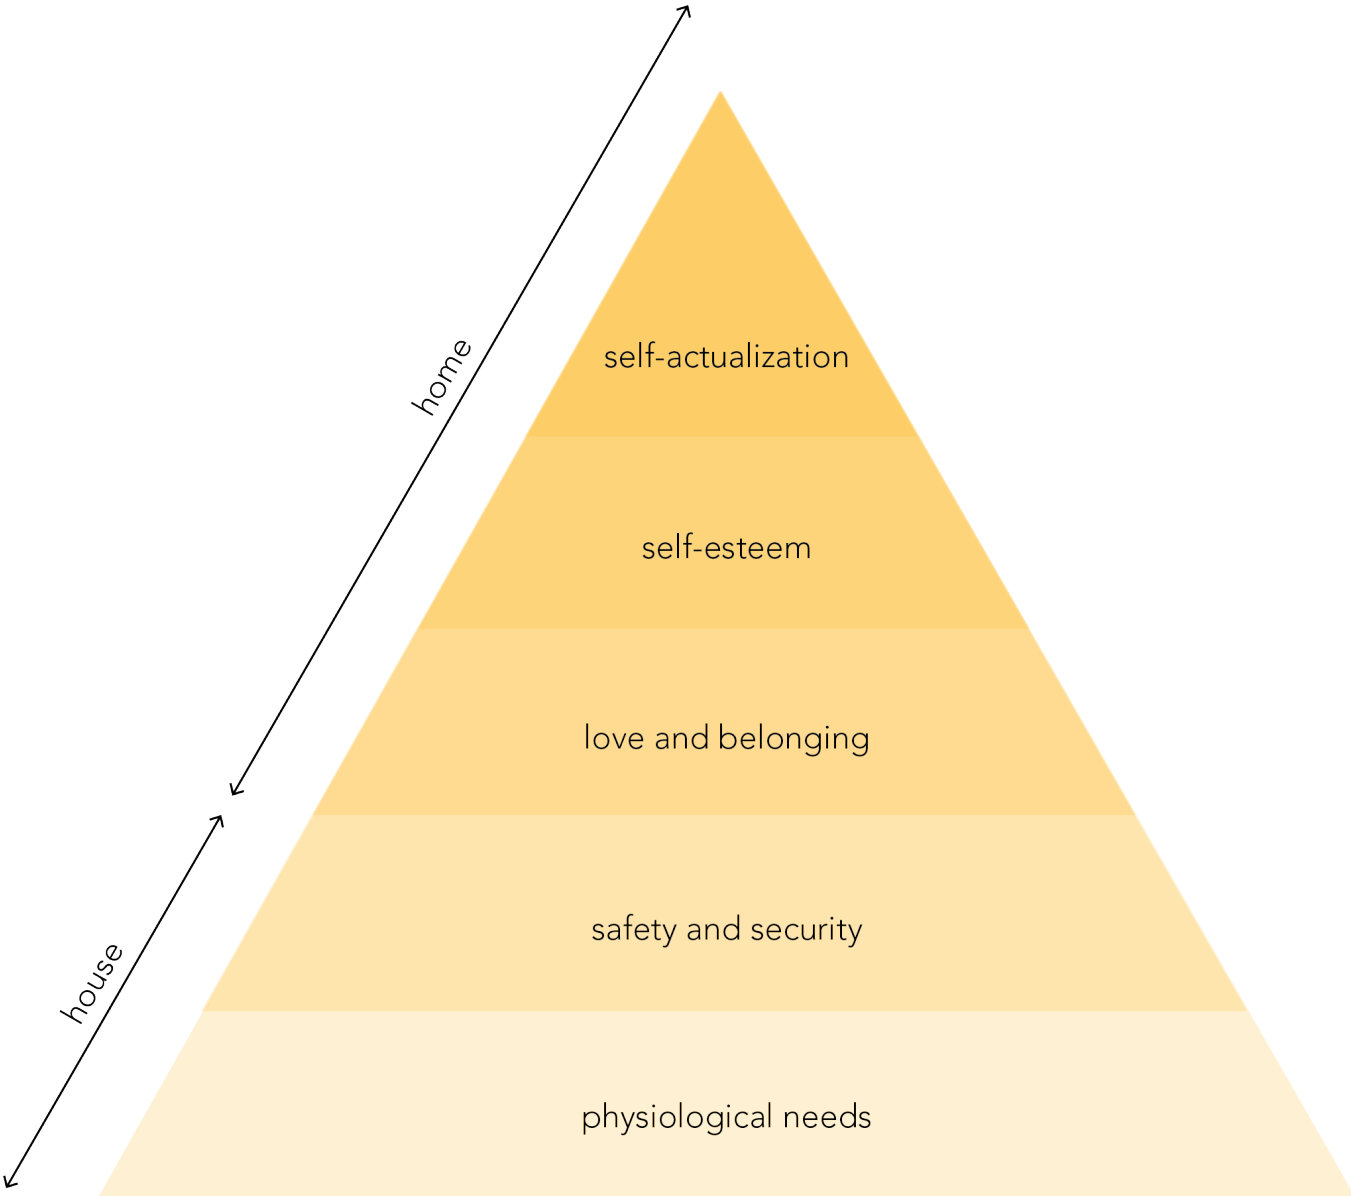 home
self-actualization
self-esteem
love and belonging
house
safety and security
physiological needs